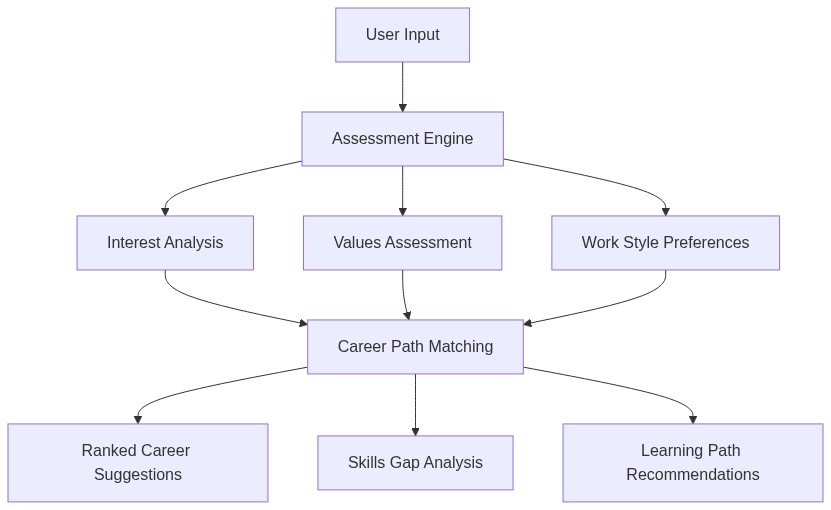 User Input
Assessment Engine
Interest Analysis
Values Assessment
Work Style Preferences
Career Path Matching
Ranked Career
Suggestions
Skills Gap Analysis
Learning Path
Recommendations